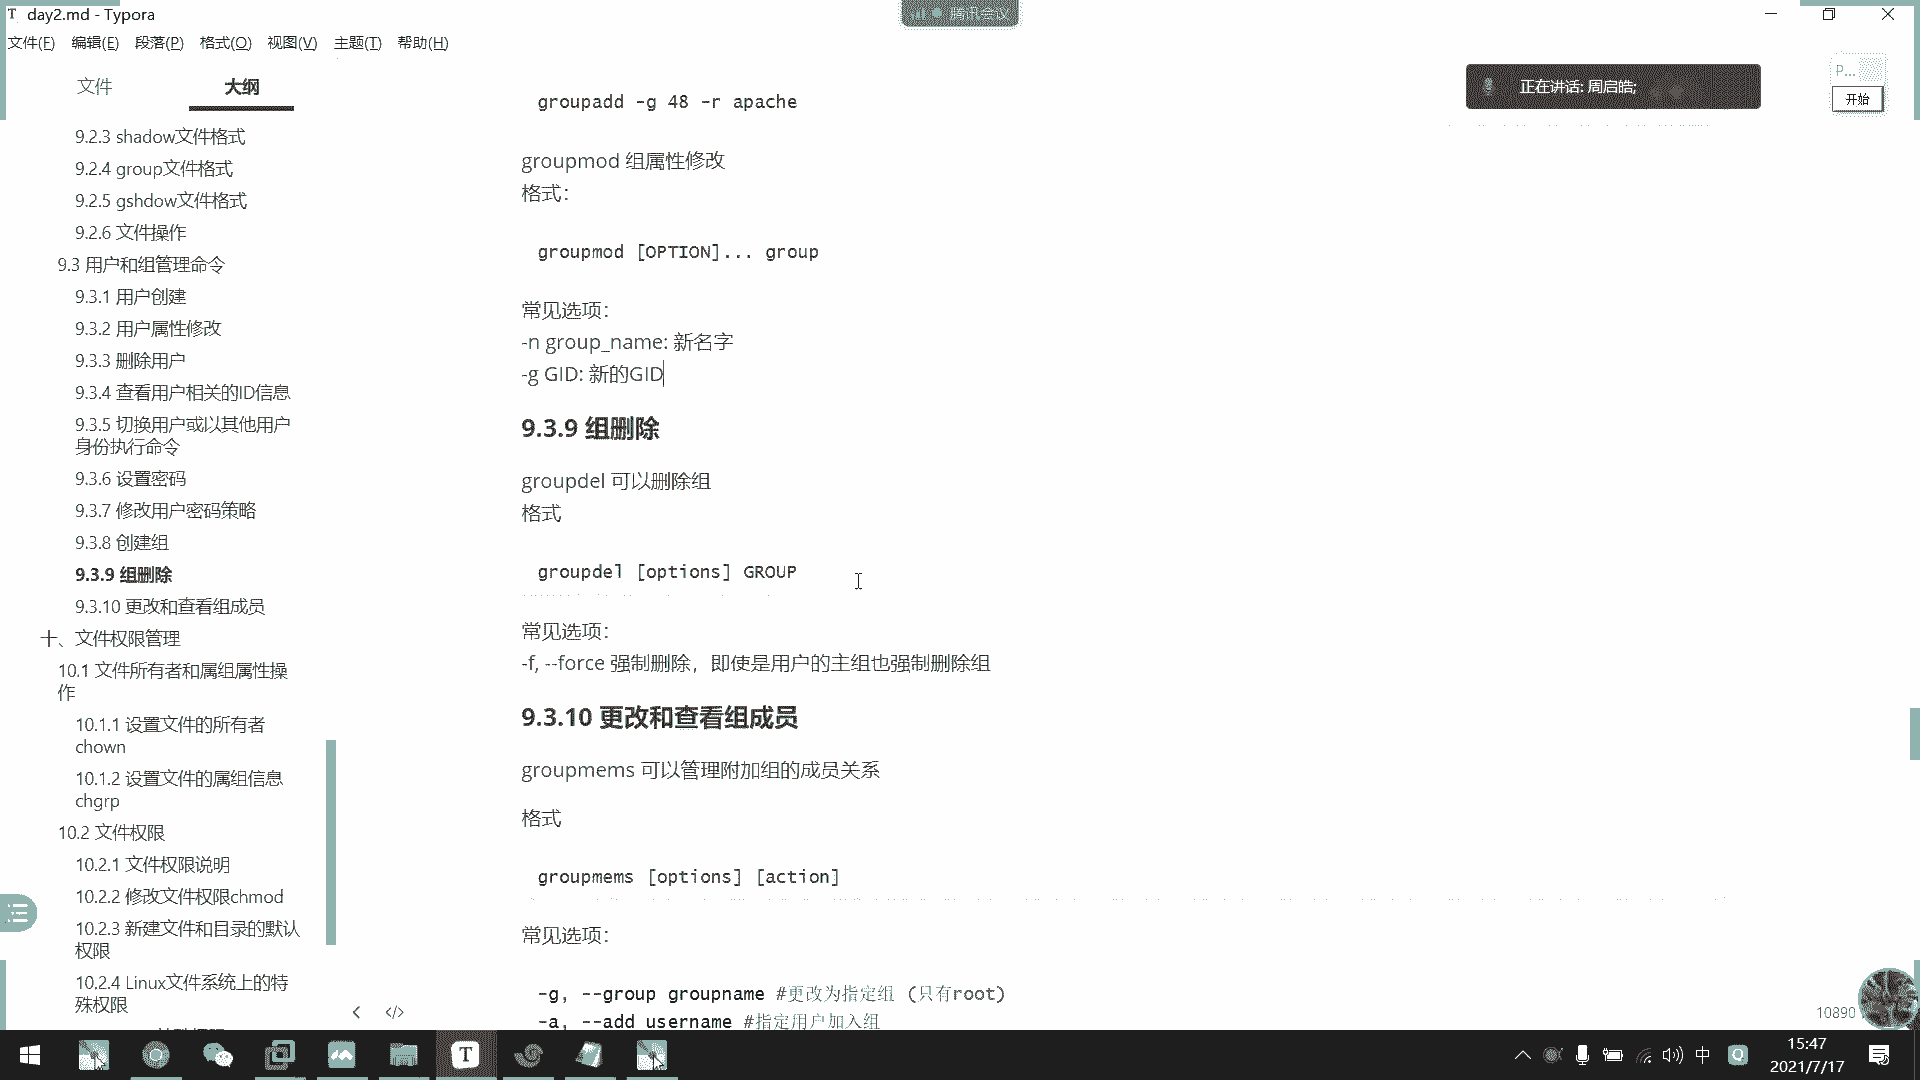 day2.md - Typora
腾讯会议
文件(F) 编辑(E) 段落(P) 格式(O) 视图(V) 主题(T) 帮助(H)
正在讲话: 周启皓;
P...
开始
文件 大纲
9.2.3 shadow文件格式
9.2.4 group文件格式
9.2.5 gshdow文件格式
9.2.6 文件操作
9.3 用户和组管理命令
9.3.1 用户创建
9.3.2 用户属性修改
9.3.3 删除用户
9.3.4 查看用户相关的ID信息
9.3.5 切换用户或以其他用户
身份执行命令
9.3.6 设置密码
9.3.7 修改用户密码策略
9.3.8 创建组
9.3.9 组删除
9.3.10 更改和查看组成员
十、文件权限管理
10.1 文件所有者和属组属性操
作
10.1.1 设置文件的所有者
chown
10.1.2 设置文件的属组信息
chgrp
10.2 文件权限
10.2.1 文件权限说明
10.2.2 修改文件权限chmod
10.2.3 新建文件和目录的默认
权限
10.2.4 Linux文件系统上的特
殊权限
groupadd -g 48 -r apache
groupmod 组属性修改
格式：
groupmod [OPTION]... group
常见选项：
-n group_name: 新名字
-g GID: 新的GID
9.3.9 组删除
groupdel 可以删除组
格式
groupdel [options] GROUP
常见选项：
-f, --force 强制删除，即使是用户的主组也强制删除组
9.3.10 更改和查看组成员
groupmems 可以管理附加组的成员关系
格式
groupmems [options] [action]
常见选项：
-g, --group groupname #更改为指定组 (只有root)
-a, --add username #指定用户加入组
10890
中
15:47
2021/7/17